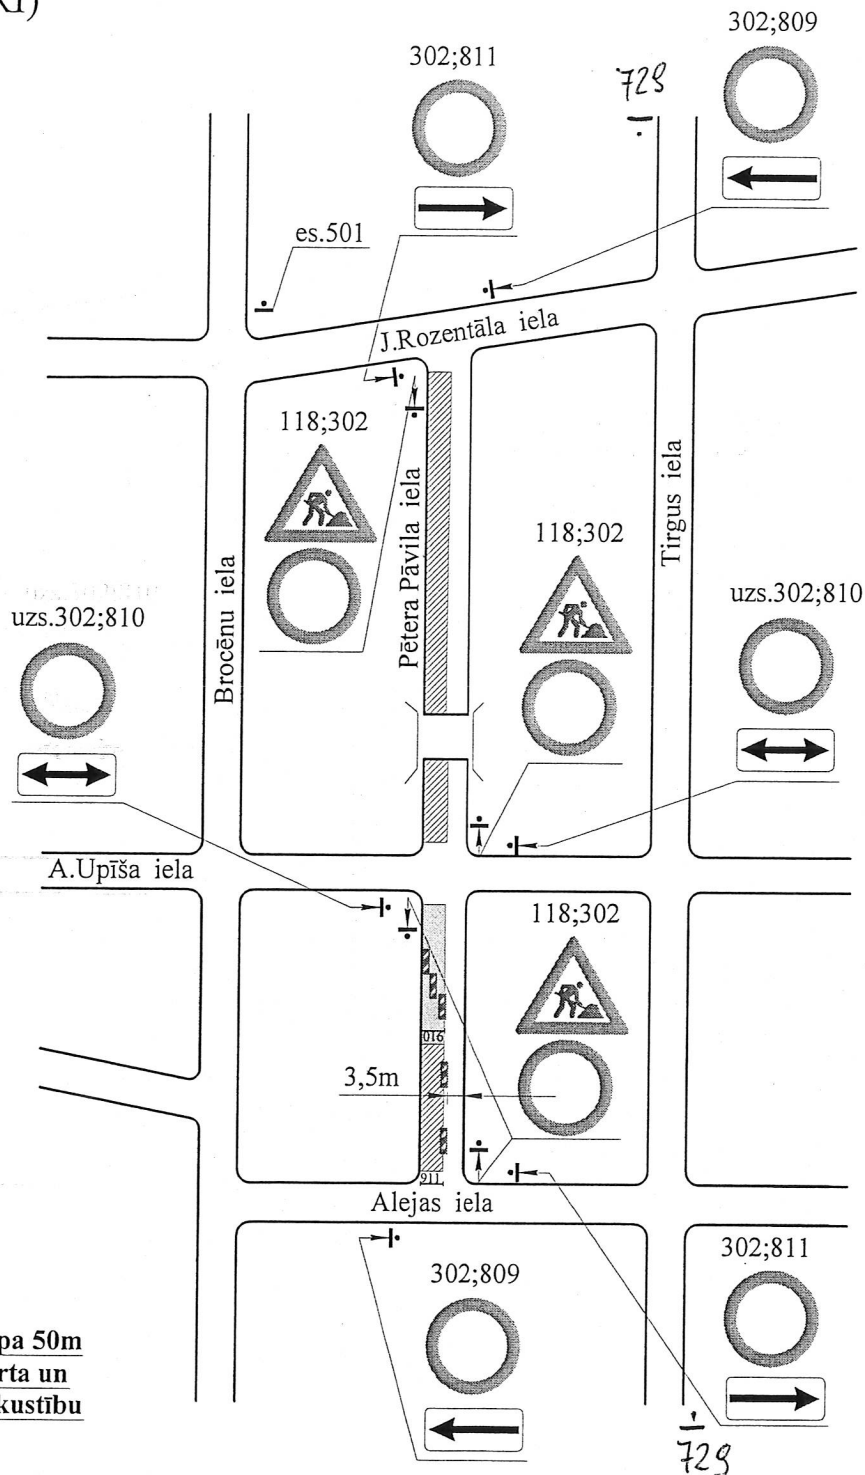 302;809
302;811
729
es.501
J.Rozentāla iela
118;302
Pētera Pāvila iela
Tirgus iela
118;302
Brocēnu iela
uzs.302;810
uzs.302;810
A.Upīša iela
118;302
910
3,5m
911
Alejas iela
302;809
302;811
pa 50m
rta un
kustību
729